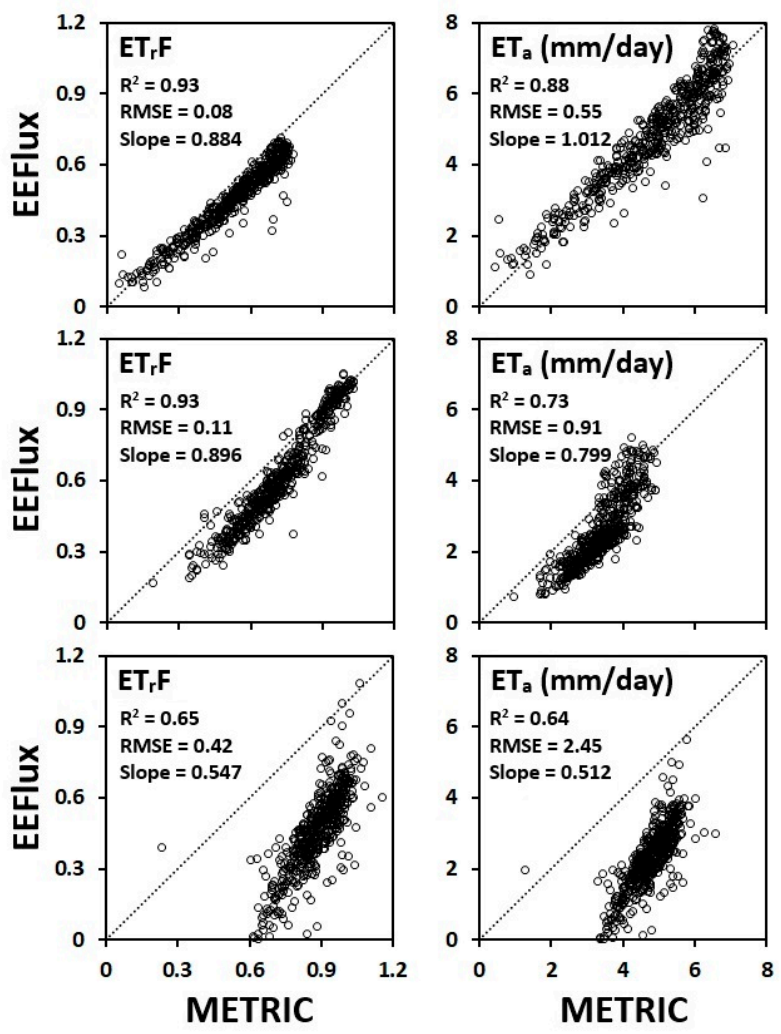 1.2
0.9
0.6
0.3
0
EEFlux
ETᵣF
R² = 0.93
RMSE = 0.08
Slope = 0.884
8
6
4
2
0
ETₐ (mm/day)
R² = 0.88
RMSE = 0.55
Slope = 1.012
1.2
0.9
0.6
0.3
0
EEFlux
ETᵣF
R² = 0.93
RMSE = 0.11
Slope = 0.896
8
6
4
2
0
ETₐ (mm/day)
R² = 0.73
RMSE = 0.91
Slope = 0.799
1.2
0.9
0.6
0.3
0
EEFlux
ETᵣF
R² = 0.65
RMSE = 0.42
Slope = 0.547
8
6
4
2
0
ETₐ (mm/day)
R² = 0.64
RMSE = 2.45
Slope = 0.512
0 0.3 0.6 0.9 1.2
0 2 4 6 8
METRIC
METRIC